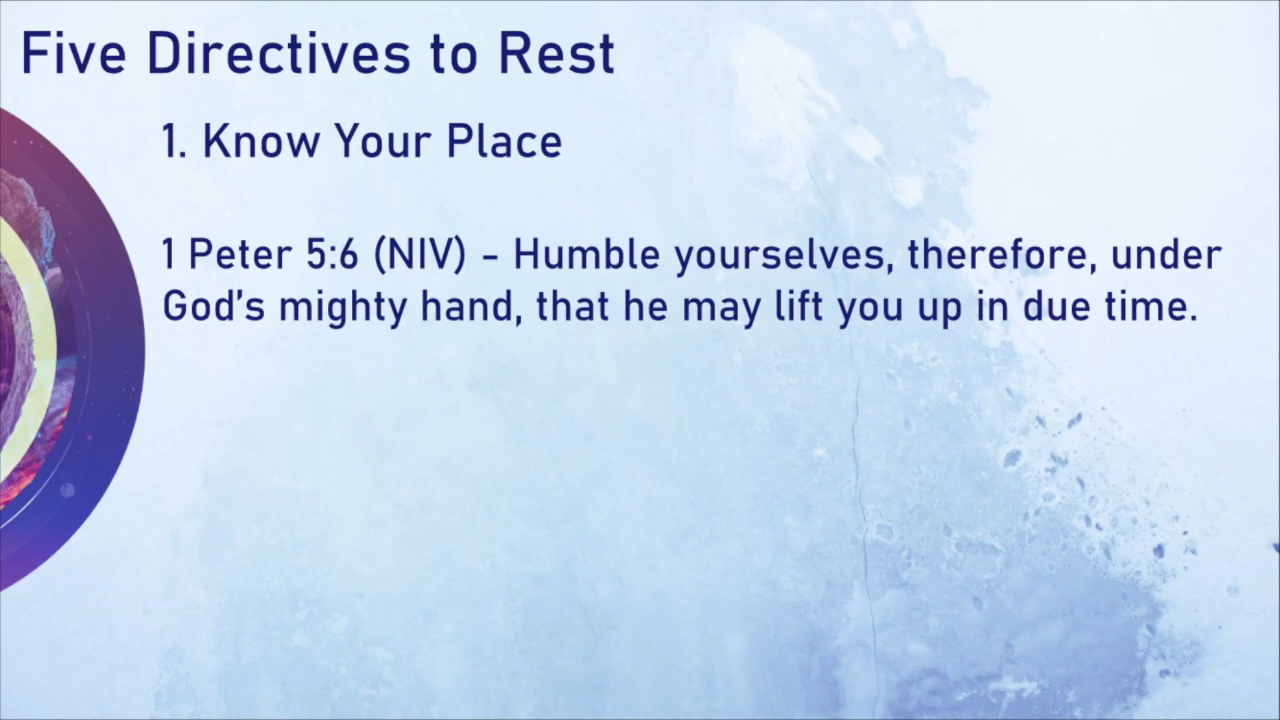 Five Directives to Rest
1. Know Your Place
1 Peter 5:6 (NIV) - Humble yourselves, therefore, under
God’s mighty hand, that he may lift you up in due time.